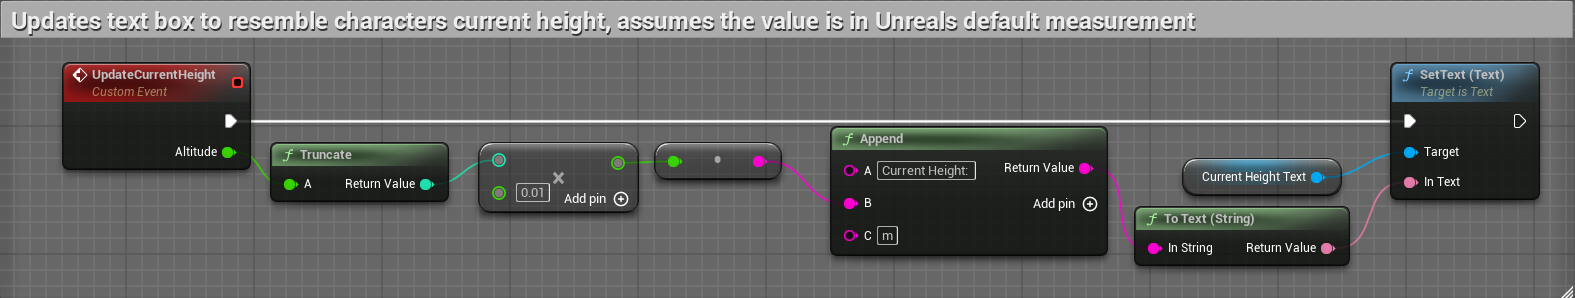 Updates text box to resemble characters current height, assumes the value is in Unreals default measurement
UpdateCurrentHeight
Custom Event
Altitude
Truncate
A
Return Value
0.01
Add pin
Append
A
Current Height:
Return Value
B
Add pin
C
m
To Text (String)
In String
Return Value
Current Height Text
SetText (Text)
Target is Text
Target
In Text